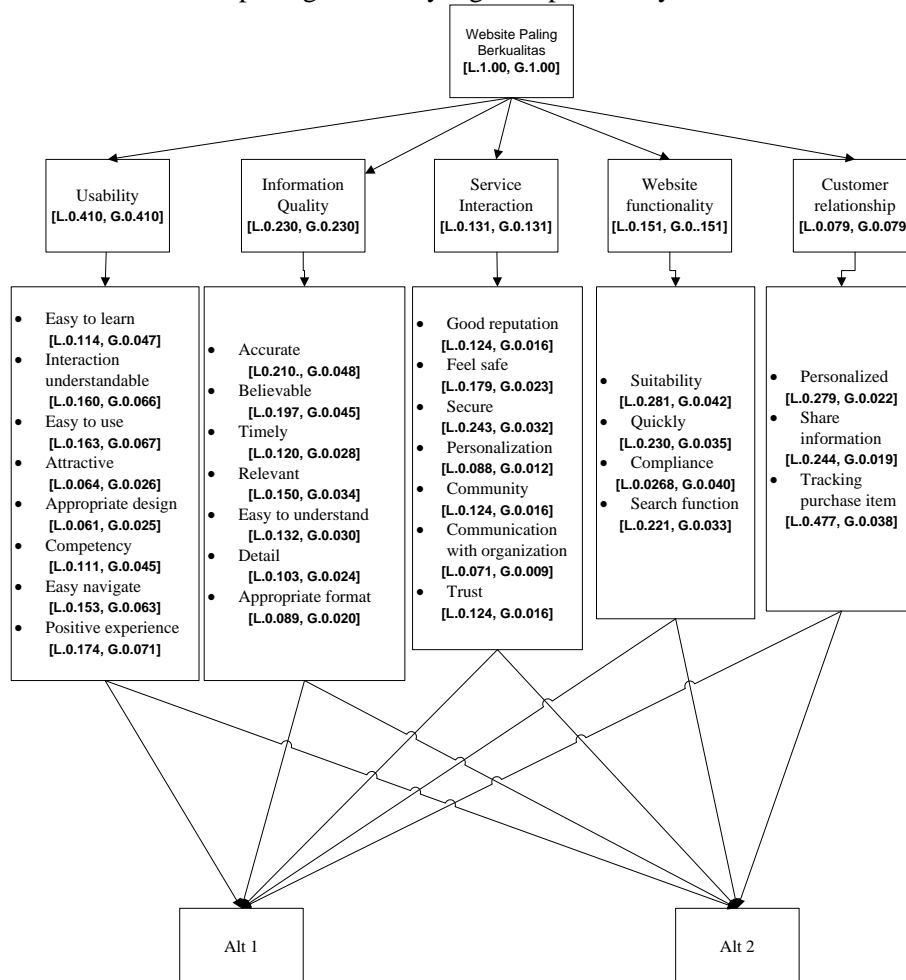 Website Paling
Berkualitas
[L.1.00, G.1.00]
Usability
[L.0.410, G.0.410]
Information
Quality
[L.0.230, G.0.230]
Service
Interaction
[L.0.131, G.0.131]
Website
functionality
[L.0.151, G.0..151]
Customer
relationship
[L.0.079, G.0.079]
• Easy to learn
[L.0.114, G.0.047]
• Interaction
understandable
[L.0.160, G.0.066]
• Easy to use
[L.0.163, G.0.067]
• Attractive
[L.0.064, G.0.026]
• Appropriate design
[L.0.061, G.0.025]
• Competency
[L.0.111, G.0.045]
• Easy navigate
[L.0.153, G.0.063]
• Positive experience
[L.0.174, G.0.071]
• Accurate
[L0.210., G.0.048]
• Believable
[L.0.197, G.0.045]
• Timely
[L.0.120, G.0.028]
• Relevant
[L.0.150, G.0.034]
• Easy to understand
[L.0.132, G.0.030]
• Detail
[L.0.103, G.0.024]
• Appropriate format
[L.0.089, G.0.020]
• Good reputation
[L.0.124, G.0.016]
• Feel safe
[L.0.179, G.0.023]
• Secure
[L.0.243, G.0.032]
• Personalization
[L.0.088, G.0.012]
• Community
[L.0.124, G.0.016]
• Communication
with organization
[L.0.071, G.0.009]
• Trust
[L.0.124, G.0.016]
• Suitability
[L.0.281, G.0.042]
• Quickly
[L.0.230, G.0.035]
• Compliance
[L.0.0268, G.0.040]
• Search function
[L.0.221, G.0.033]
• Personalized
[L.0.279, G.0.022]
• Share
information
[L.0.244, G.0.019]
• Tracking
purchase item
[L.0.477, G.0.038]
Alt 1
Alt 2